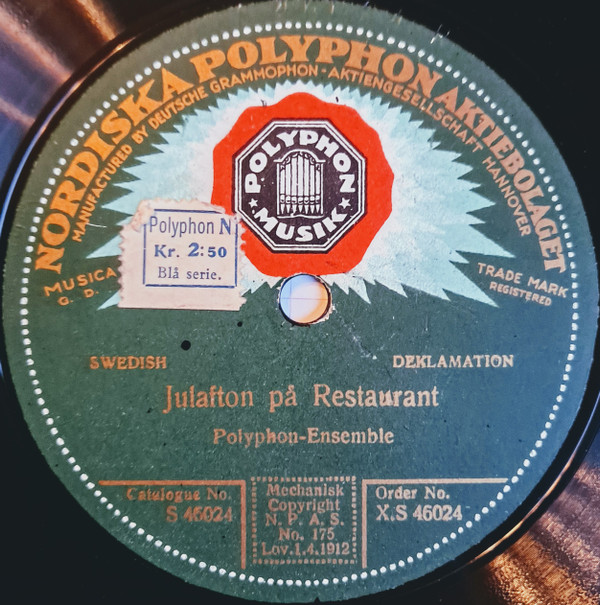 NORDISKA POLYPHON AKTIEBOLAGET
MANUFACTURED BY DEUTSCHE GRAMMOPHON-AKTIENGESELLSCHAFT HANNOVER
POLYPHON
MUSIK
Polyphon N
Kr. 2:50
Blå serie.
MUSICA
G. D.
TRADE MARK
REGISTERED
SWEDISH DEKLAMATION
Julafton på Restaurant
Polyphon-Ensemble
Catalogue No.
S 46024
Mechanisk
Copyright
N. P. A. S.
No. 175
Lov.1.4.1912
Order No.
X.S 46024